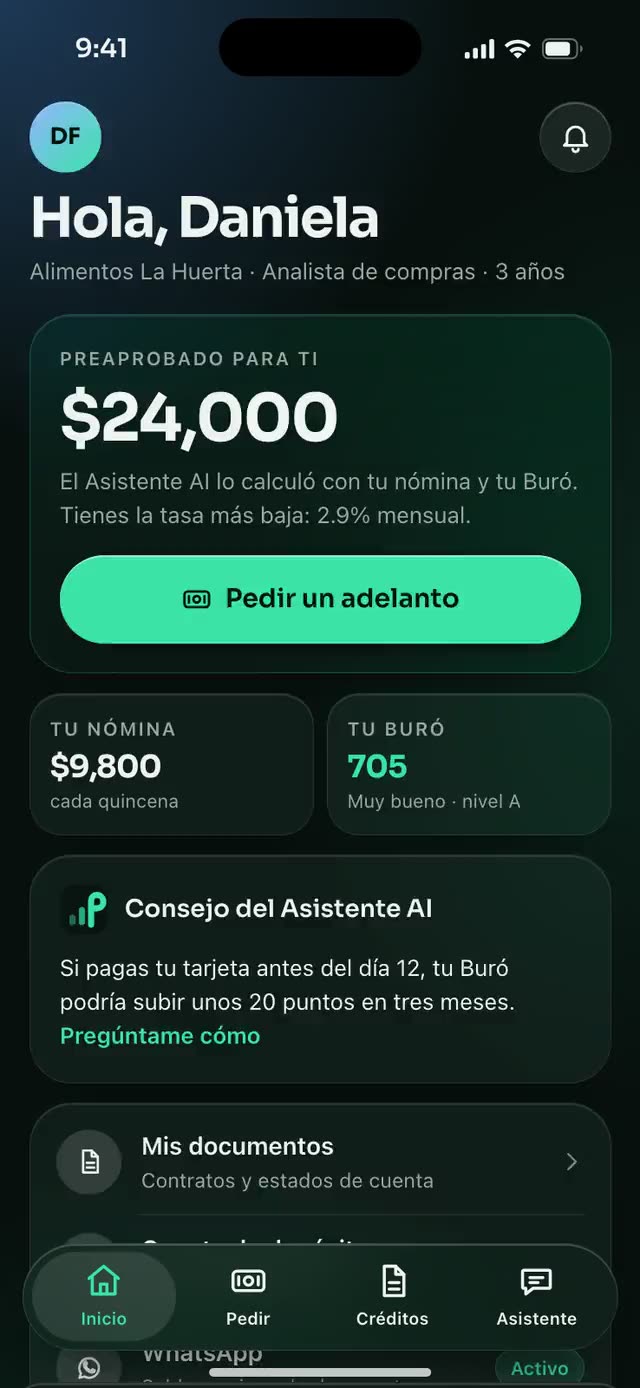 9:41
DF
Hola, Daniela
Alimentos La Huerta · Analista de compras · 3 años
PREAPROBADO PARA TI
$24,000
El Asistente AI lo calculó con tu nómina y tu Buró.
Tienes la tasa más baja: 2.9% mensual.
Pedir un adelanto
TU NÓMINA
$9,800
cada quincena
TU BURÓ
705
Muy bueno · nivel A
Consejo del Asistente AI
Si pagas tu tarjeta antes del día 12, tu Buró
podría subir unos 20 puntos en tres meses.
Pregúntame cómo
Mis documentos
Contratos y estados de cuenta
Inicio
Pedir
Créditos
Asistente
WhatsApp
Activo